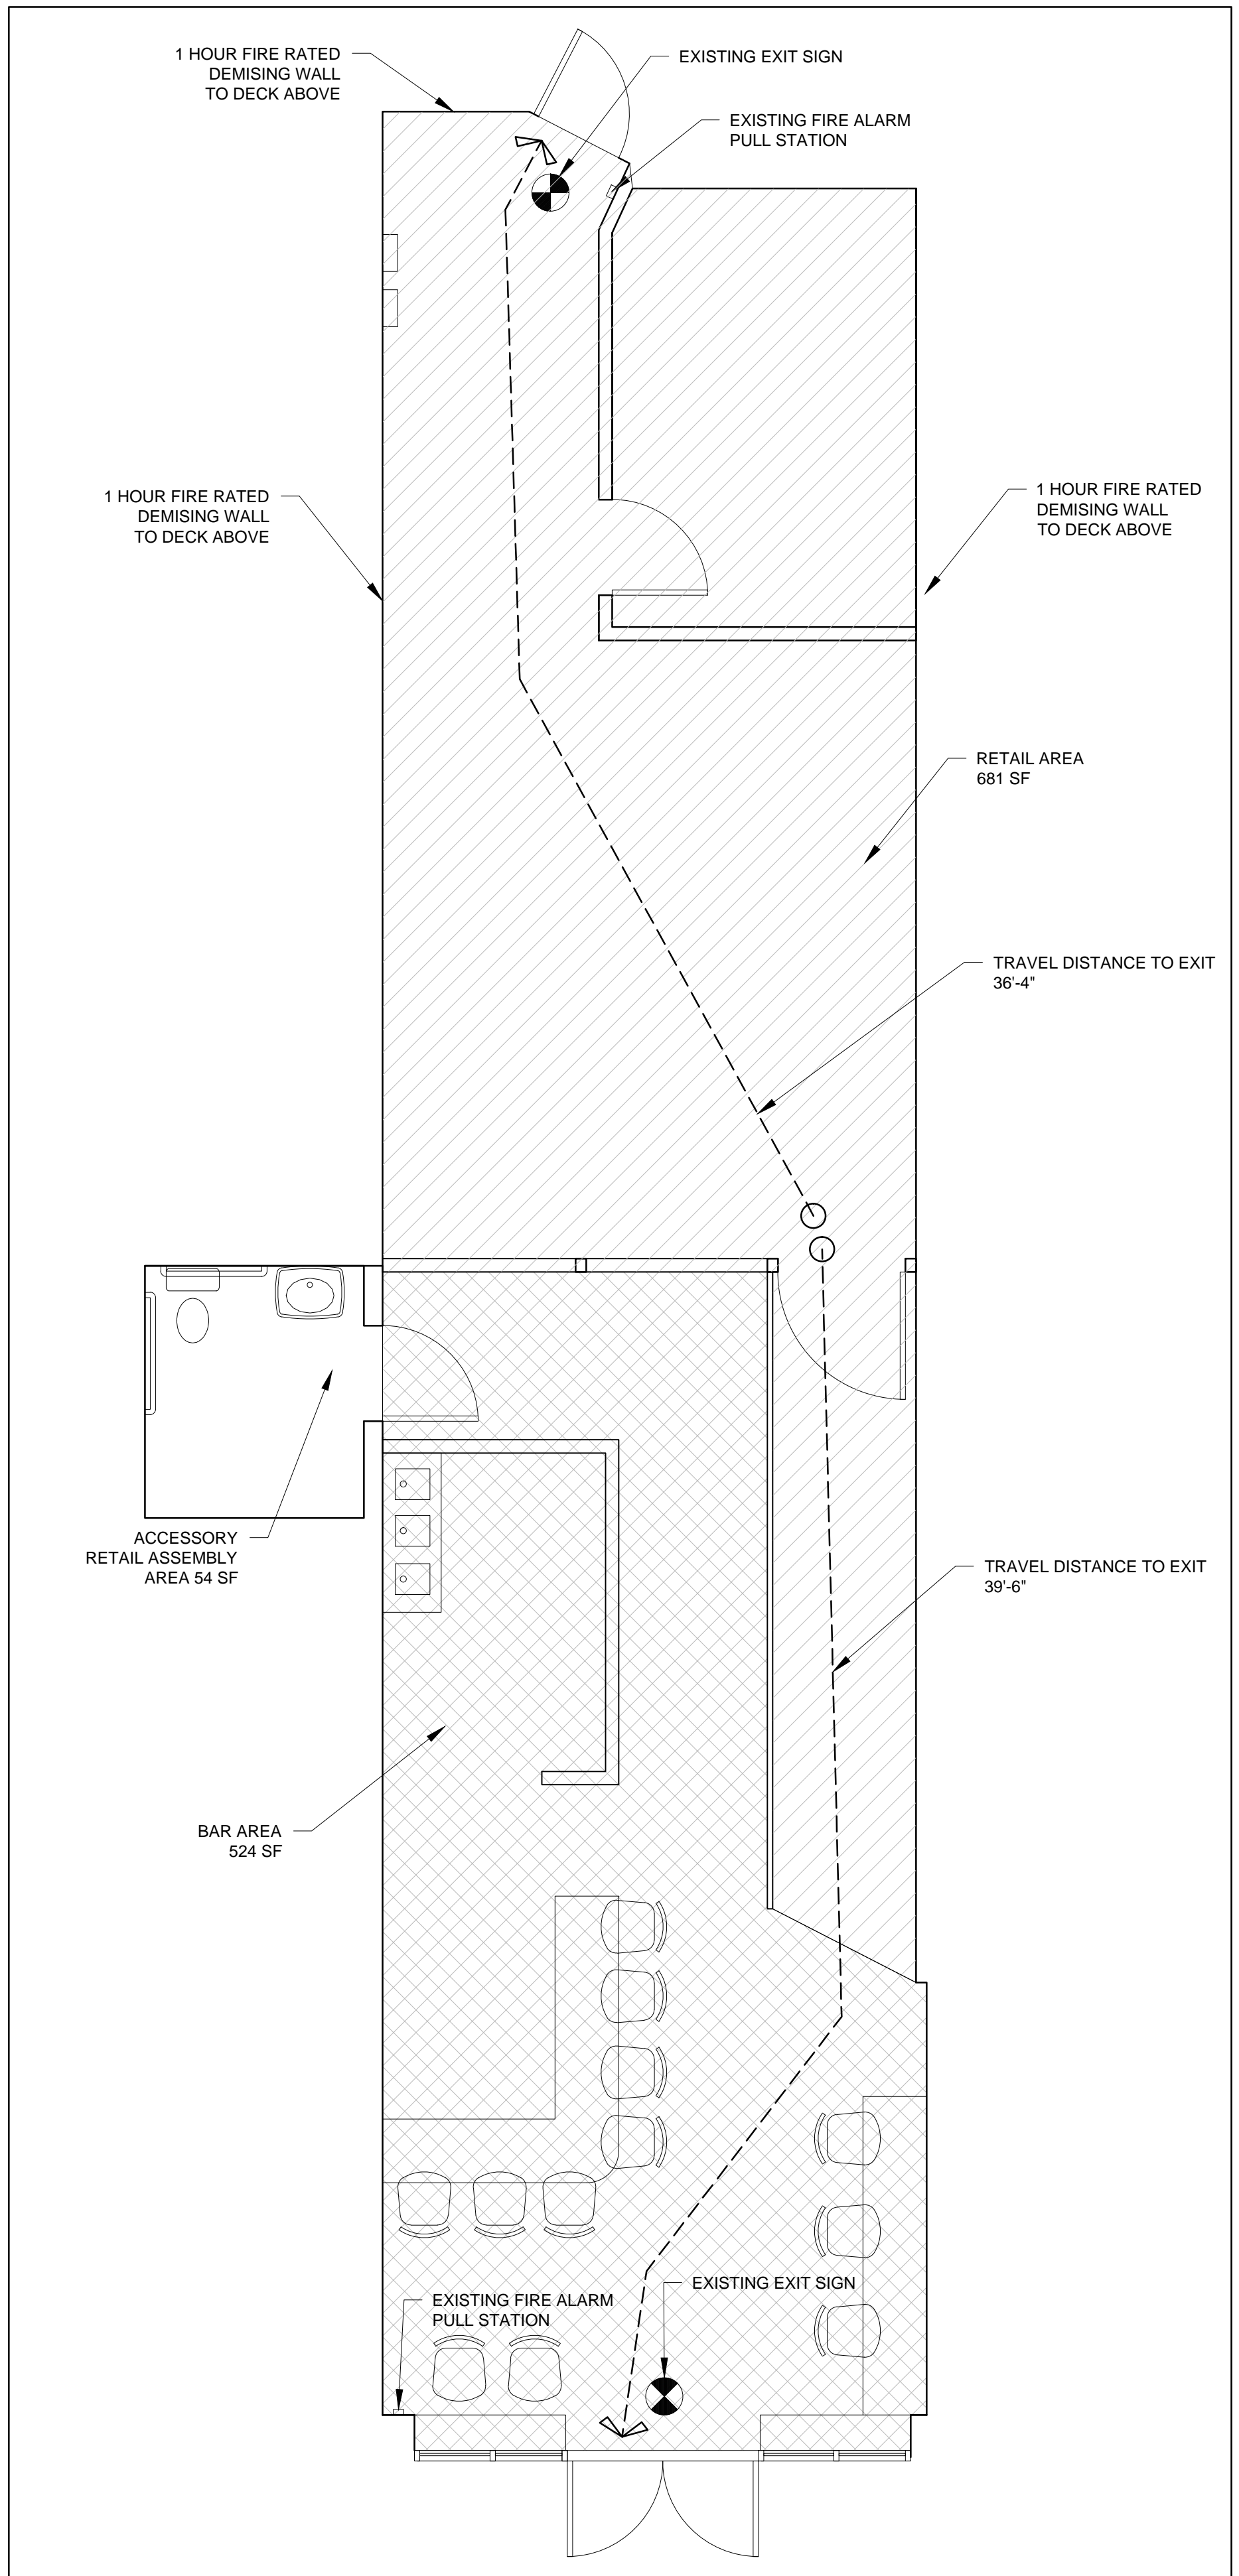 1 HOUR FIRE RATED
DEMISING WALL
TO DECK ABOVE
EXISTING EXIT SIGN
EXISTING FIRE ALARM
PULL STATION
1 HOUR FIRE RATED
DEMISING WALL
TO DECK ABOVE
1 HOUR FIRE RATED
DEMISING WALL
TO DECK ABOVE
RETAIL AREA
681 SF
TRAVEL DISTANCE TO EXIT
36'-4"
ACCESSORY
RETAIL ASSEMBLY
AREA 54 SF
TRAVEL DISTANCE TO EXIT
39'-6"
BAR AREA
524 SF
EXISTING EXIT SIGN
EXISTING FIRE ALARM
PULL STATION